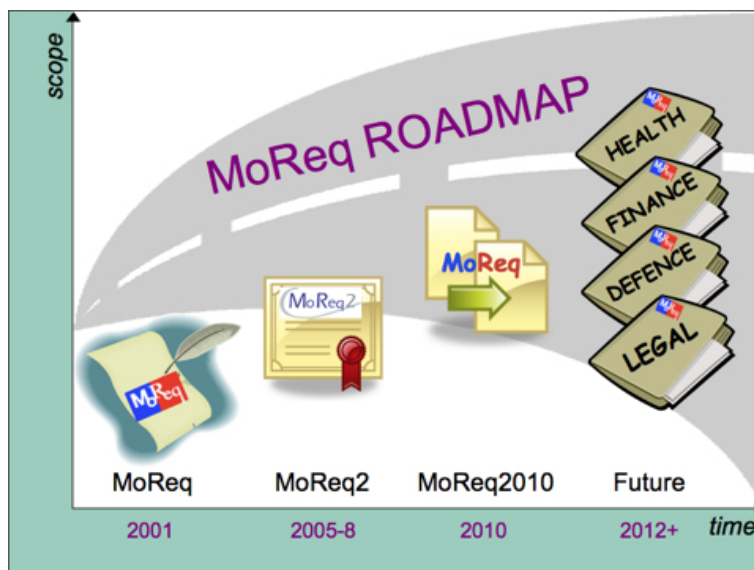 scope
MoReq ROADMAP
HEALTH
FINANCE
DEFENCE
LEGAL
MoReq
MoReq2
MoReq
MoReq MoReq2 MoReq2010 Future
2001 2005-8 2010 2012+ time